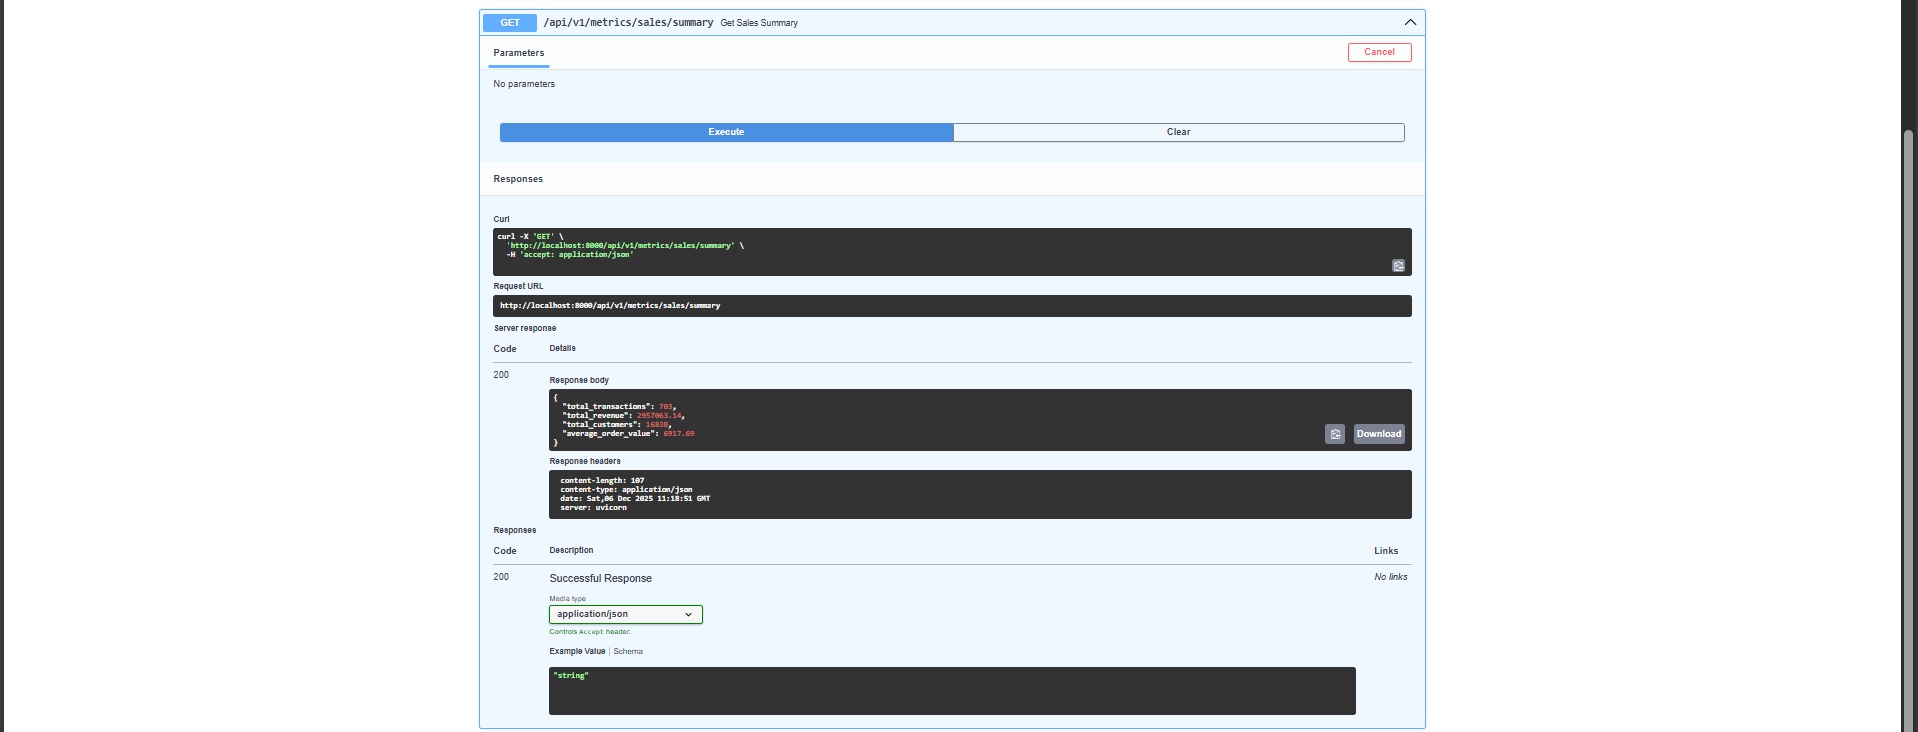 GET /api/v1/metrics/sales/summary Get Sales Summary
Parameters
Cancel
No parameters
Execute
Clear
Responses
Curl
curl -X 'GET' \
'http://localhost:8000/api/v1/metrics/sales/summary' \
-H 'accept: application/json'
Request URL
http://localhost:8000/api/v1/metrics/sales/summary
Server response
Code Details
200
Response body
{
"total_transactions": 703,
"total_revenue": 2957063.14,
"total_customers": 16838,
"average_order_value": 6917.69
}
Download
Response headers
content-length: 107
content-type: application/json
date: Sat,06 Dec 2025 11:18:51 GMT
server: uvicorn
Responses
Code Description Links
200 Successful Response No links
Media type
application/json
Controls Accept header.
Example Value | Schema
"string"